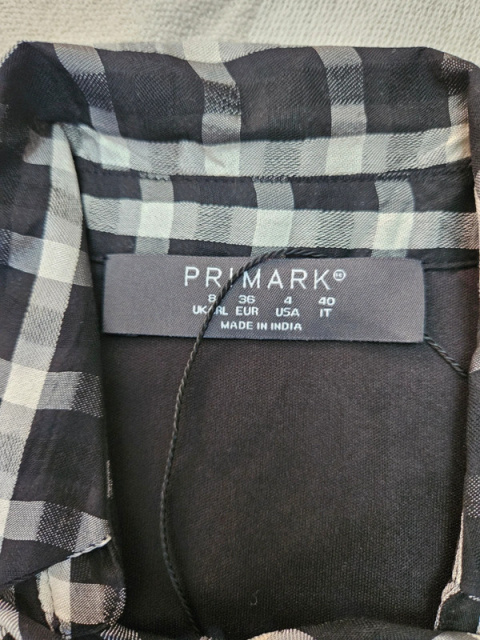 PRIMARK
8 36 4 40
UK/IRL EUR USA IT
MADE IN INDIA